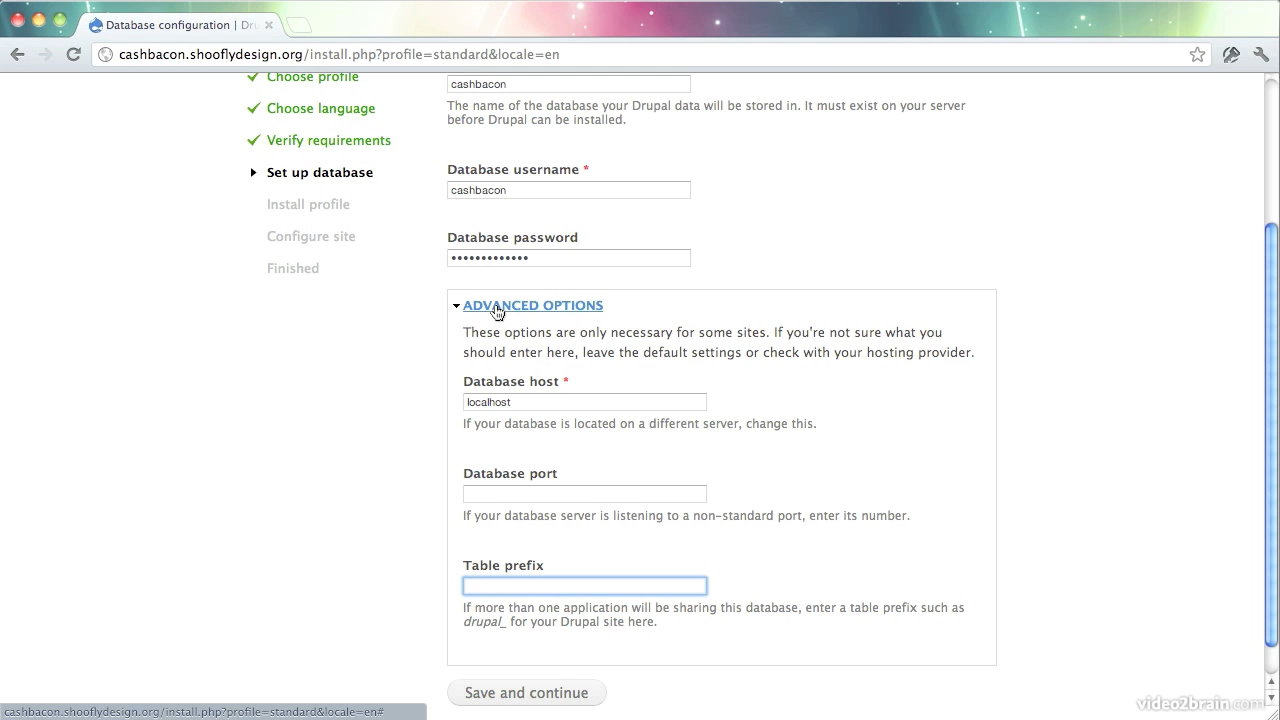 Database configuration | Dru
cashbacon.shooflydesign.org/install.php?profile=standard&locale=en
Choose profile
Choose language
Verify requirements
Set up database
Install profile
Configure site
Finished
cashbacon
The name of the database your Drupal data will be stored in. It must exist on your server
before Drupal can be installed.
Database username *
cashbacon
Database password
•••••••••••••
ADVANCED OPTIONS
These options are only necessary for some sites. If you're not sure what you
should enter here, leave the default settings or check with your hosting provider.
Database host *
localhost
If your database is located on a different server, change this.
Database port
If your database server is listening to a non-standard port, enter its number.
Table prefix
If more than one application will be sharing this database, enter a table prefix such as
drupal_ for your Drupal site here.
Save and continue
cashbacon.shooflydesign.org/install.php?profile=standard&locale=en#
video2brain.com